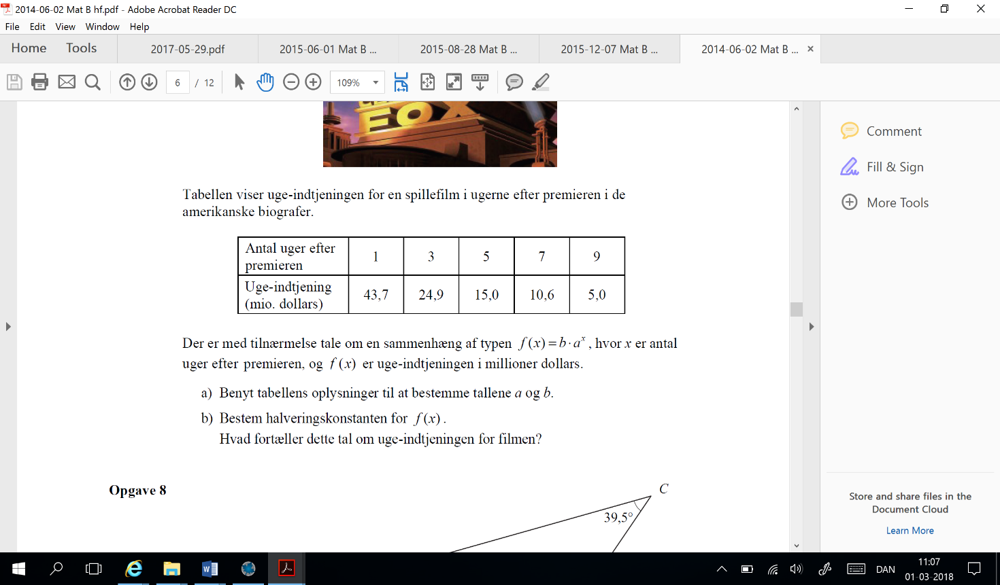 2014-06-02 Mat B hf.pdf - Adobe Acrobat Reader DC
File Edit View Window Help
Home Tools 2017-05-29.pdf 2015-06-01 Mat B ... 2015-08-28 Mat B ... 2015-12-07 Mat B ... 2014-06-02 Mat B ... ×
6 / 12 109%
FOX
Tabellen viser uge-indtjeningen for en spillefilm i ugerne efter premieren i de
amerikanske biografer.
Antal uger efter
premieren 1 3 5 7 9
Uge-indtjening
(mio. dollars) 43,7 24,9 15,0 10,6 5,0
Der er med tilnærmelse tale om en sammenhæng af typen f(x)=b·aˣ, hvor x er antal
uger efter premieren, og f(x) er uge-indtjeningen i millioner dollars.
a) Benyt tabellens oplysninger til at bestemme tallene a og b.
b) Bestem halveringskonstanten for f(x).
Hvad fortæller dette tal om uge-indtjeningen for filmen?
Opgave 8
C
39,5°
Comment
Fill & Sign
More Tools
Store and share files in the
Document Cloud
Learn More
DAN
11:07
01-03-2018